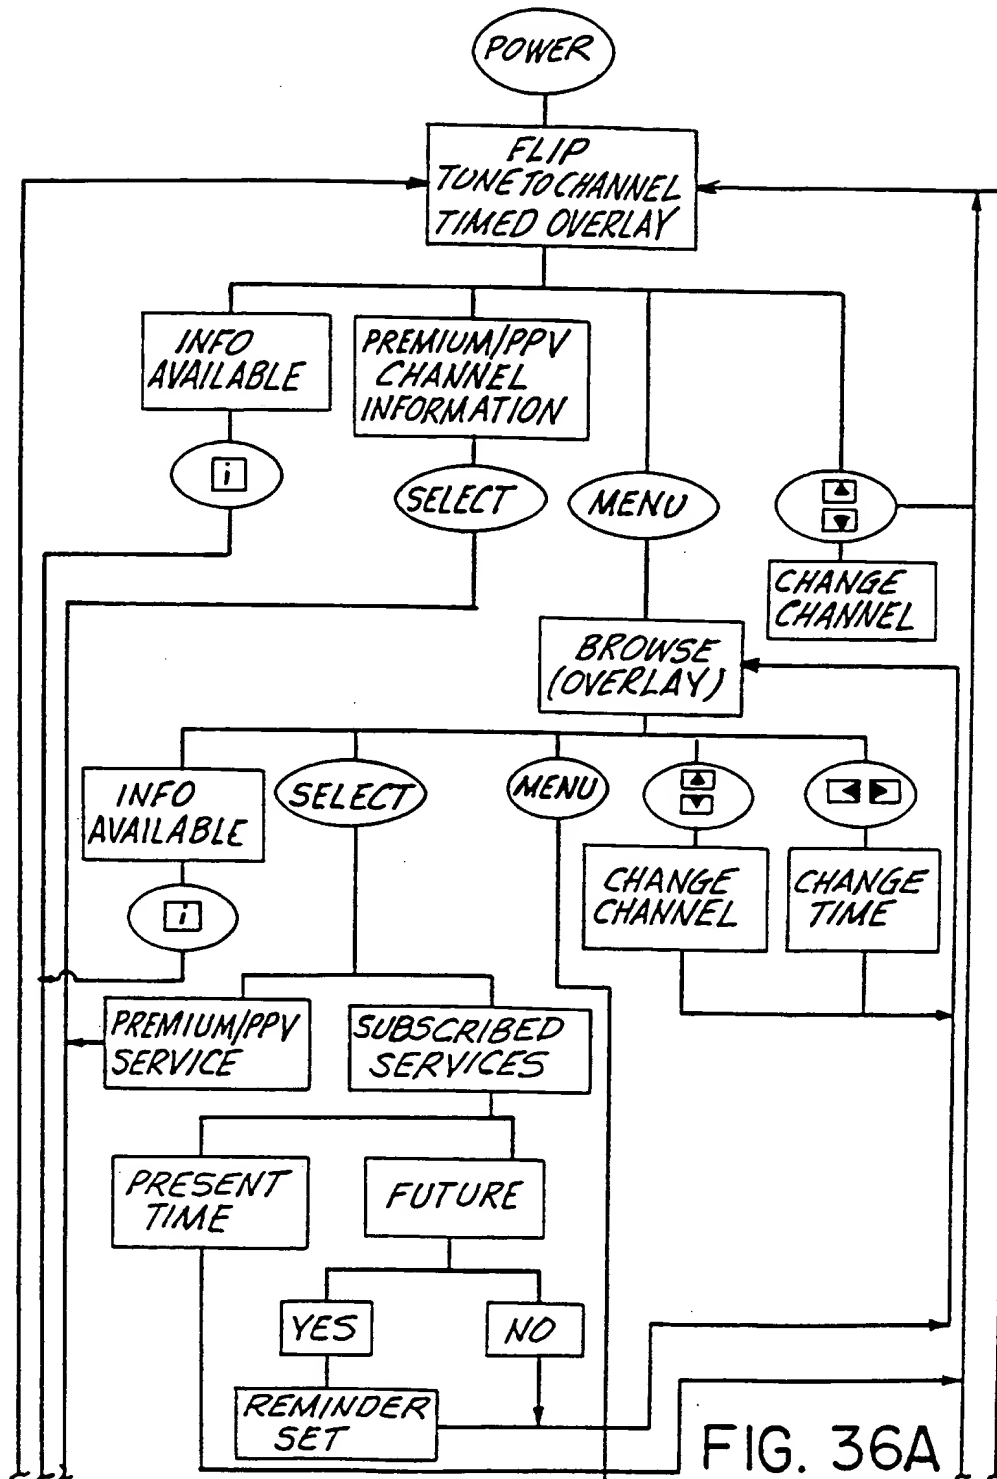 POWER
FLIP
TUNE TO CHANNEL
TIMED OVERLAY
INFO
AVAILABLE
PREMIUM/PPV
CHANNEL
INFORMATION
i
SELECT
MENU
CHANGE
CHANNEL
BROWSE
(OVERLAY)
INFO
AVAILABLE
SELECT
MENU
i
CHANGE
CHANNEL
CHANGE
TIME
PREMIUM/PPV
SERVICE
SUBSCRIBED
SERVICES
PRESENT
TIME
FUTURE
YES
NO
REMINDER
SET
FIG. 36A